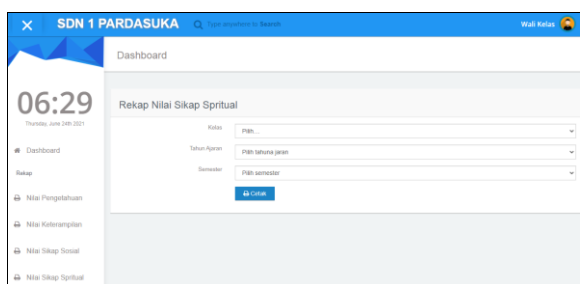 SDN 1 PARDASUKA
Type anywhere to Search
Wali Kelas
Dashboard
06:29
Thursday, June 24th 2021
Dashboard
Rekap
Nilai Pengetahuan
Nilai Keterampilan
Nilai Sikap Sosial
Nilai Sikap Spritual
Rekap Nilai Sikap Spritual
Kelas
Pilih....
Tahun Ajaran
Pilih tahuna jaran
Semester
Pilih semester
Cetak